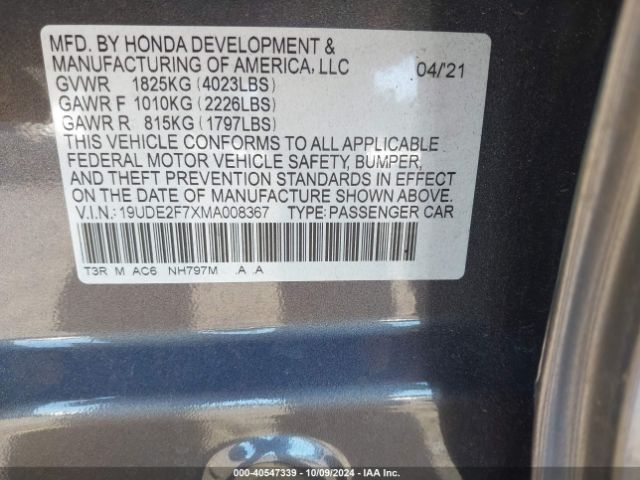 MFD. BY HONDA DEVELOPMENT &
MANUFACTURING OF AMERICA, LLC 04/'21
GVWR 1825KG (4023LBS)
GAWR F 1010KG (2226LBS)
GAWR R 815KG (1797LBS)
THIS VEHICLE CONFORMS TO ALL APPLICABLE
FEDERAL MOTOR VEHICLE SAFETY, BUMPER,
AND THEFT PREVENTION STANDARDS IN EFFECT
ON THE DATE OF MANUFACTURE SHOWN ABOVE.
V.I.N.: 19UDE2F7XMA008367 TYPE: PASSENGER CAR
T3R M AC6 NH797M .A .A
000-40547339 - 10/09/2024 - IAA Inc.